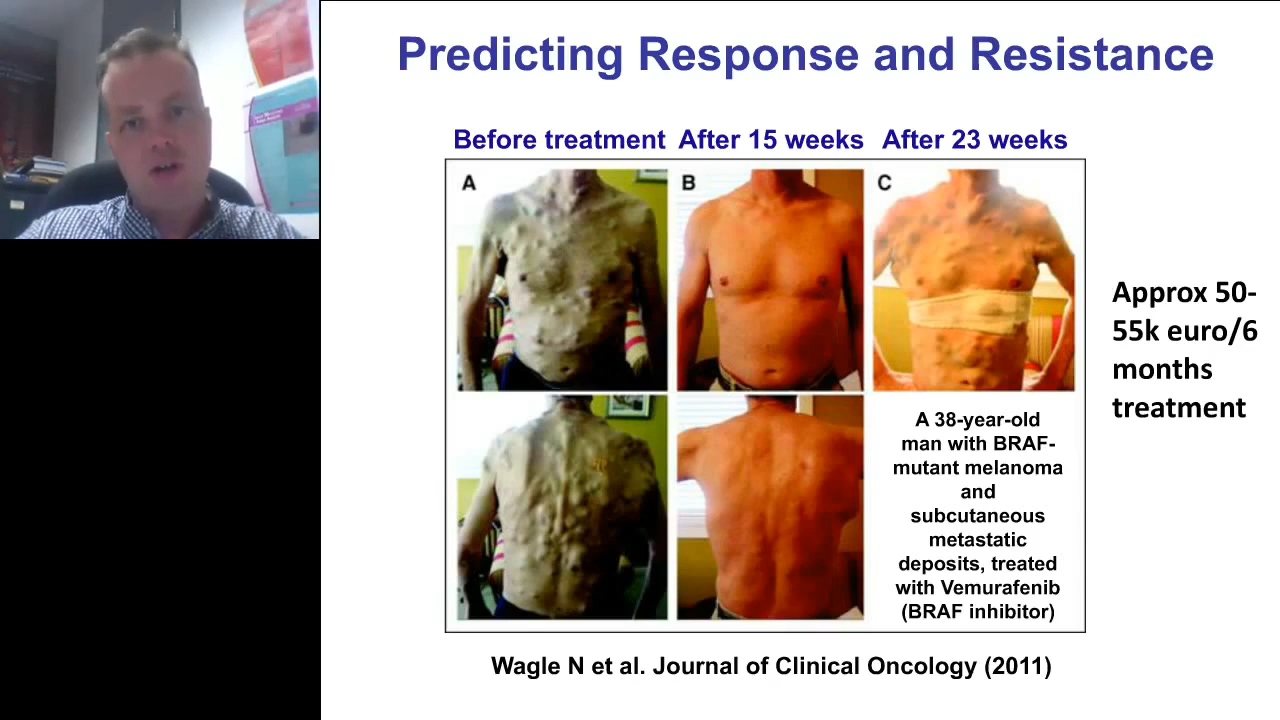 Predicting Response and Resistance
Before treatment After 15 weeks After 23 weeks
A
B
C
A 38-year-old
man with BRAF-
mutant melanoma
and
subcutaneous
metastatic
deposits, treated
with Vemurafenib
(BRAF inhibitor)
Approx 50-
55k euro/6
months
treatment
Wagle N et al. Journal of Clinical Oncology (2011)